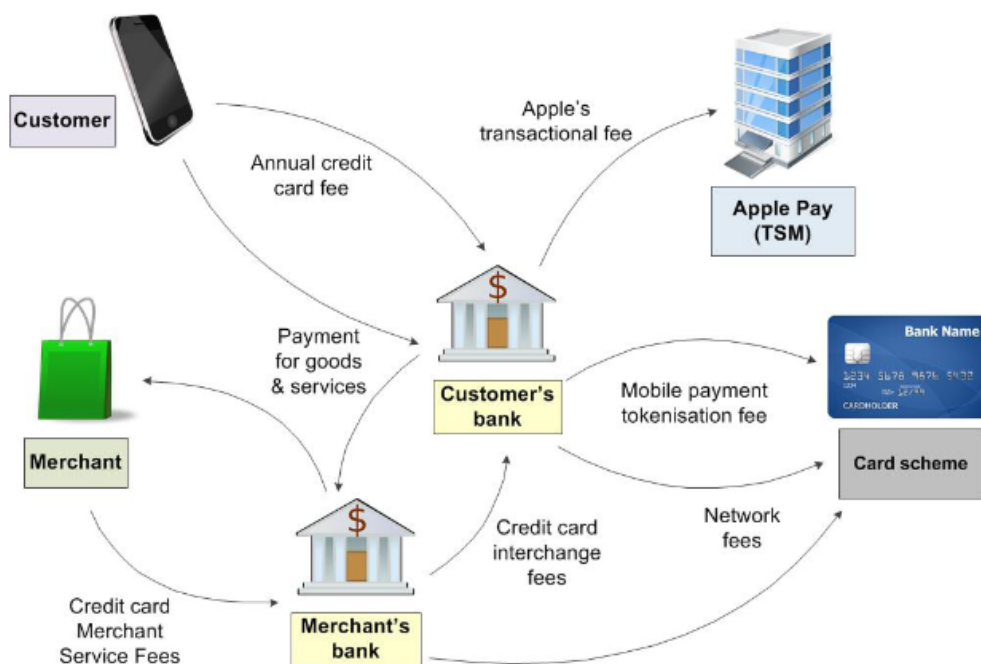 Customer
Annual credit
card fee
Apple's
transactional fee
Apple Pay
(TSM)
$
Payment
for goods
& services
Customer's
bank
Mobile payment
tokenisation fee
Bank Name
CARDHOLDER
Card scheme
Merchant
$
Credit card
interchange
fees
Network
fees
Credit card
Merchant
Service Fees
Merchant's
bank